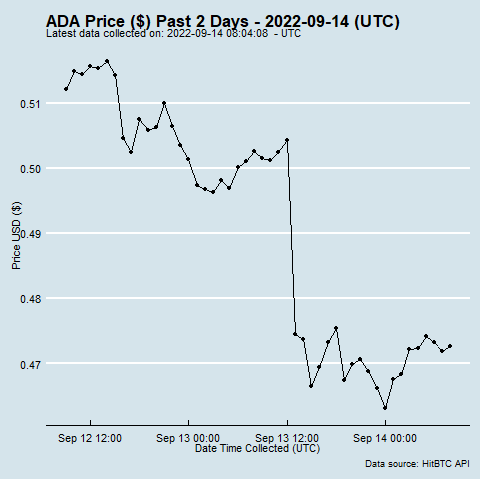 ADA Price ($) Past 2 Days - 2022-09-14 (UTC)
Latest data collected on: 2022-09-14 08:04:08  - UTC
0.51
0.50
0.49
0.48
0.47
Price USD ($)
Sep 12 12:00 Sep 13 00:00 Sep 13 12:00 Sep 14 00:00
Date Time Collected (UTC)
Data source: HitBTC API